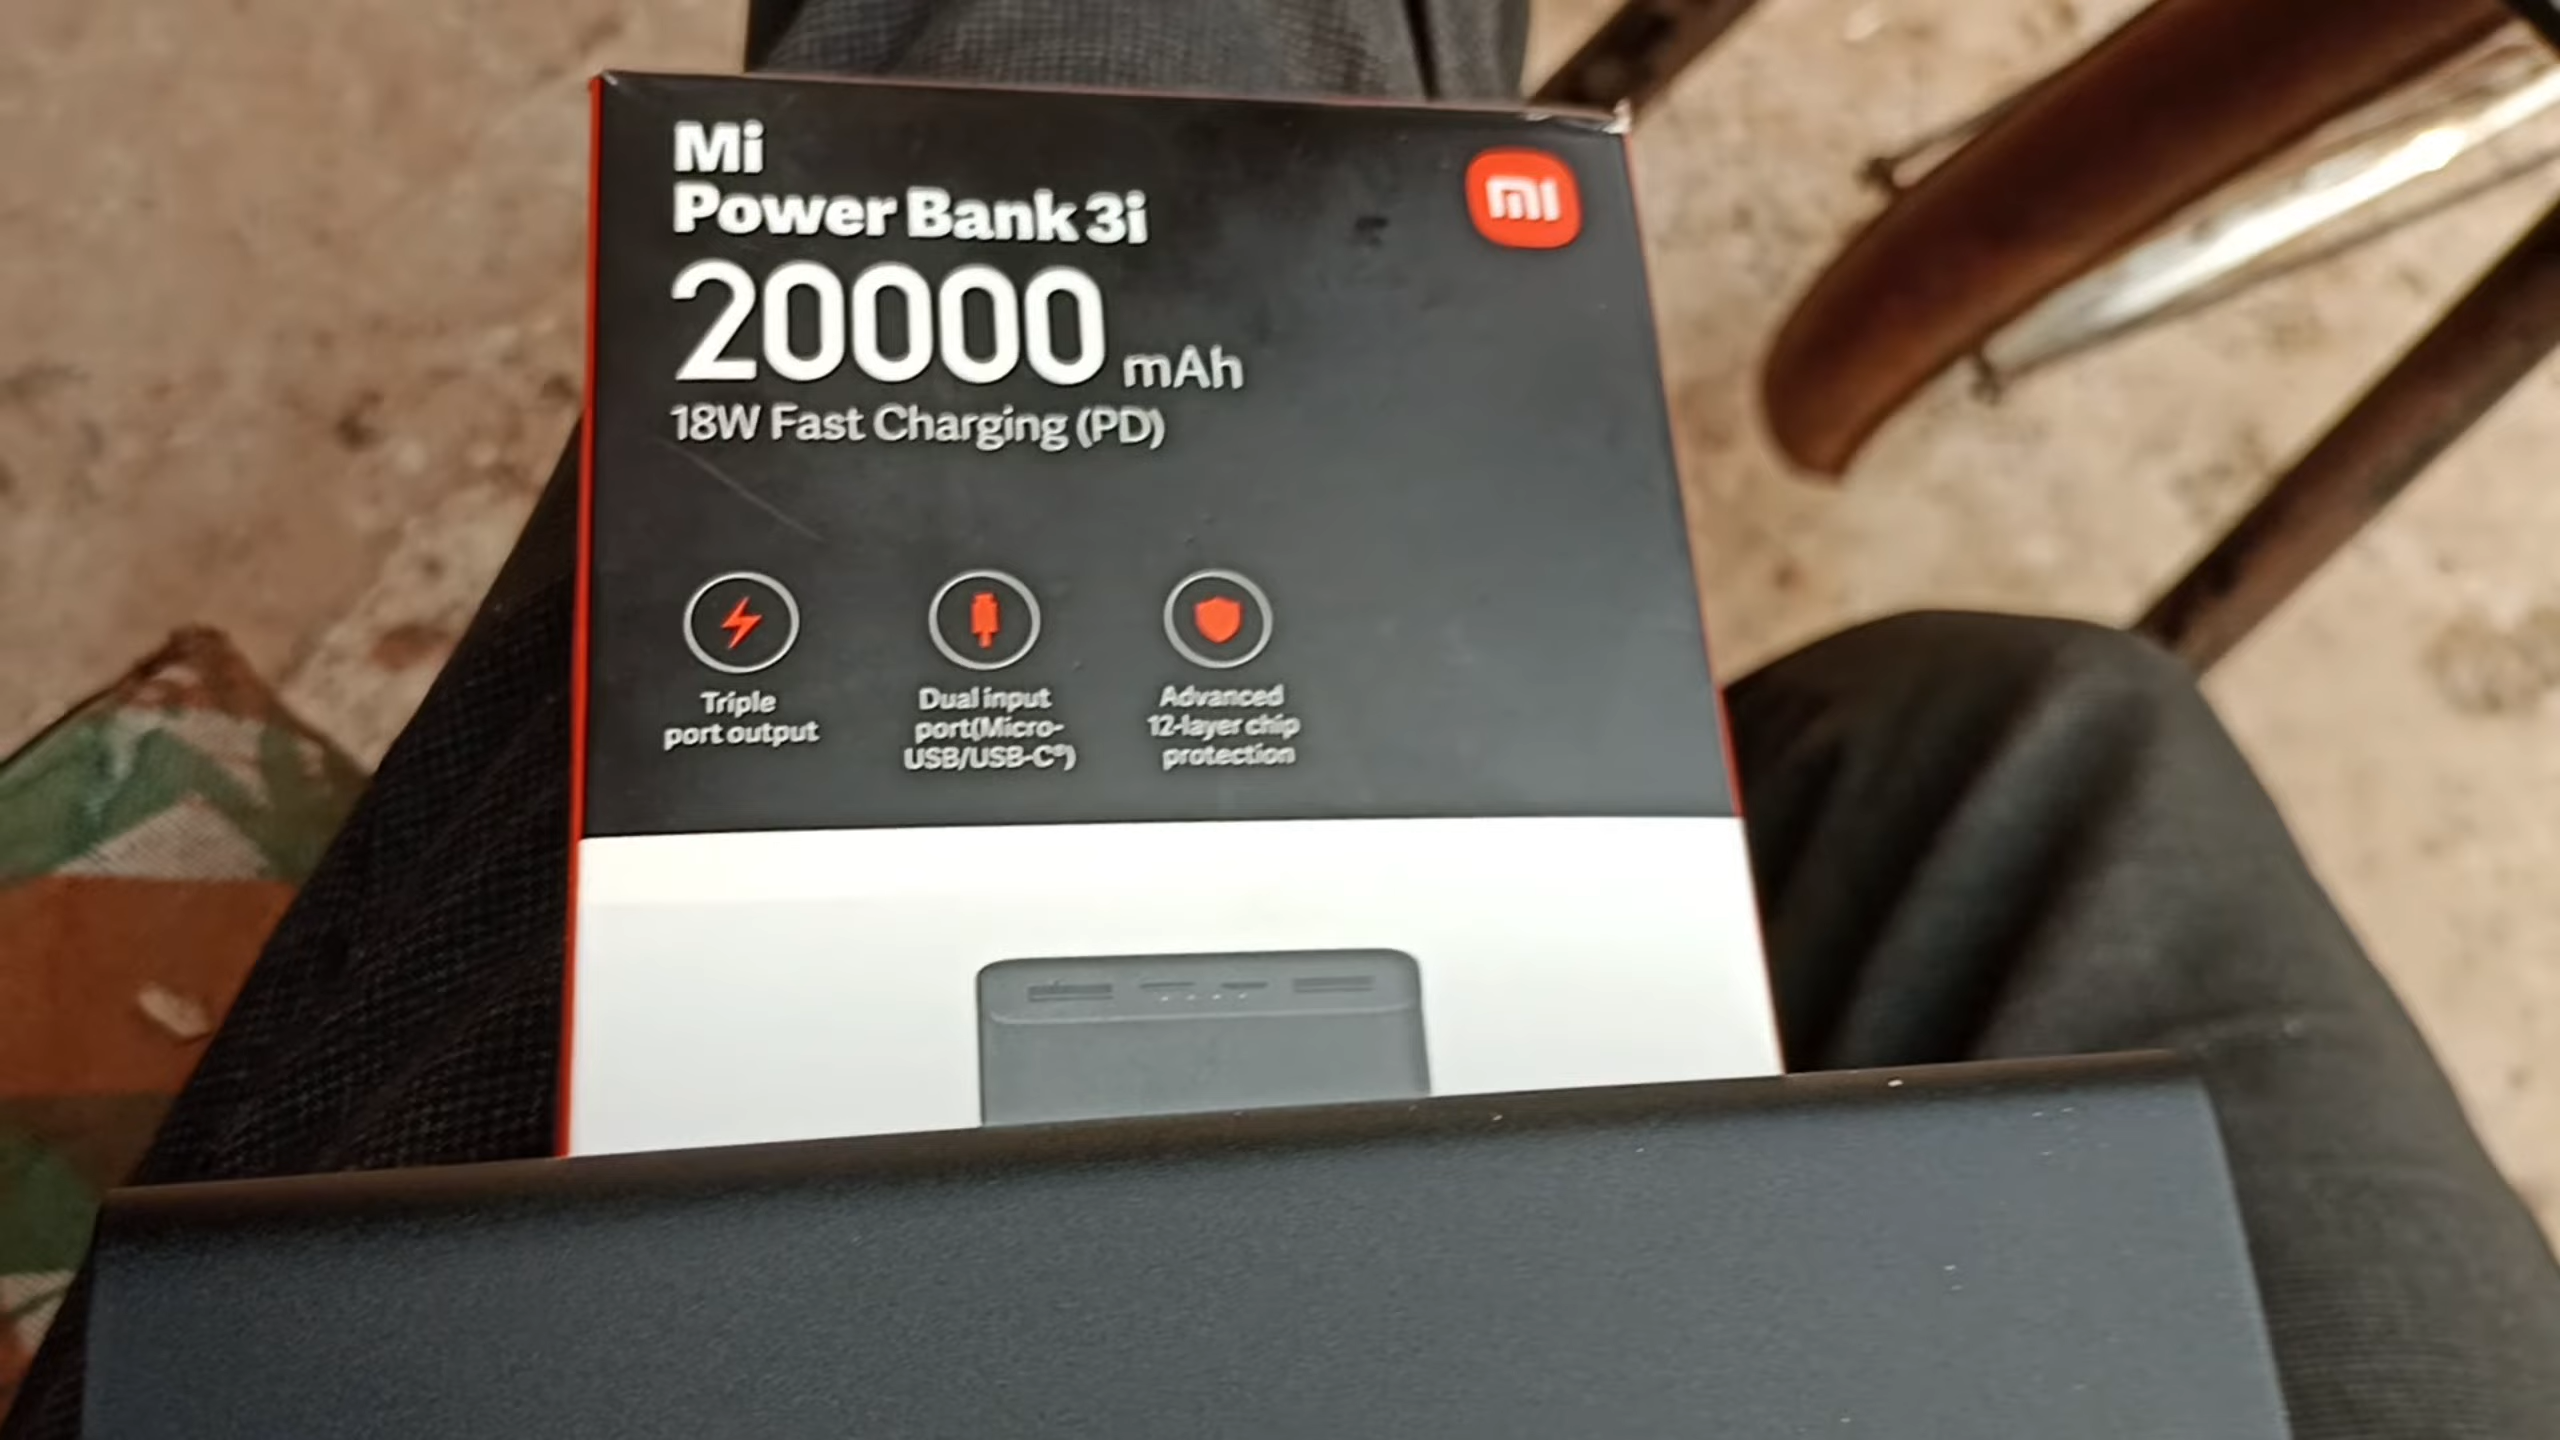 Mi
Power Bank 3i
20000 mAh
18W Fast Charging (PD)
mi
Triple
port output
Dual input
port(Micro-
USB/USB-C®)
Advanced
12-layer chip
protection